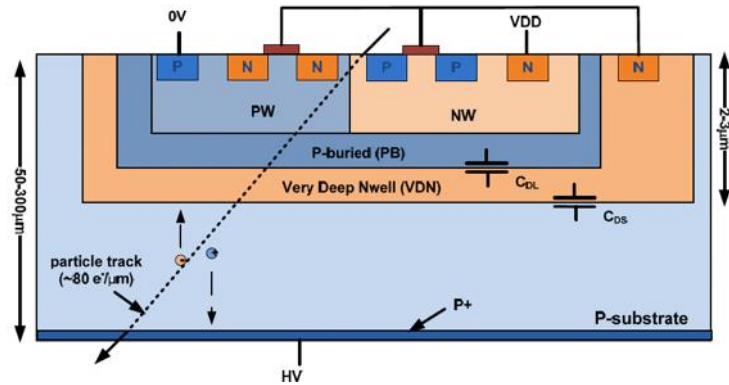 0V
VDD
P
N
N
P
P
N
N
PW
NW
P-buried (PB)
C_DL
Very Deep Nwell (VDN)
C_DS
50-300μm
2-3μm
particle track
(~80 e⁻/μm)
P+
P-substrate
HV